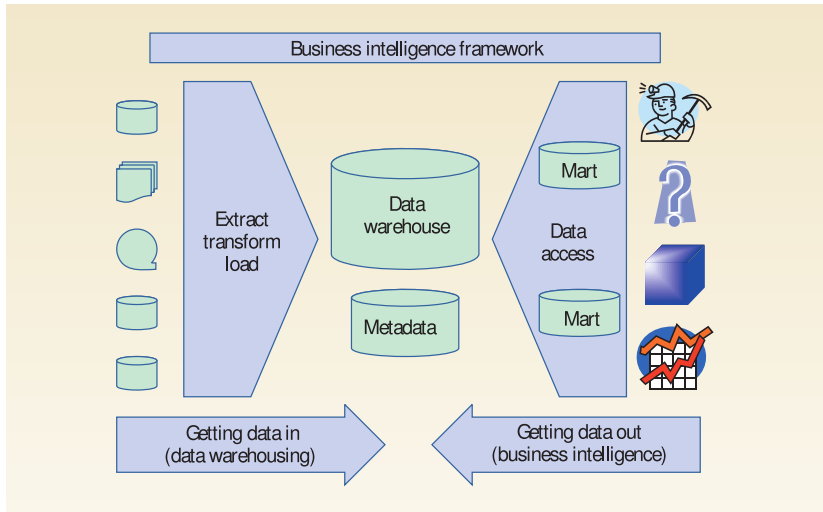 Business intelligence framework
Extract
transform
load
Data
warehouse
Metadata
Mart
Data
access
Mart
Getting data in
(data warehousing)
Getting data out
(business intelligence)